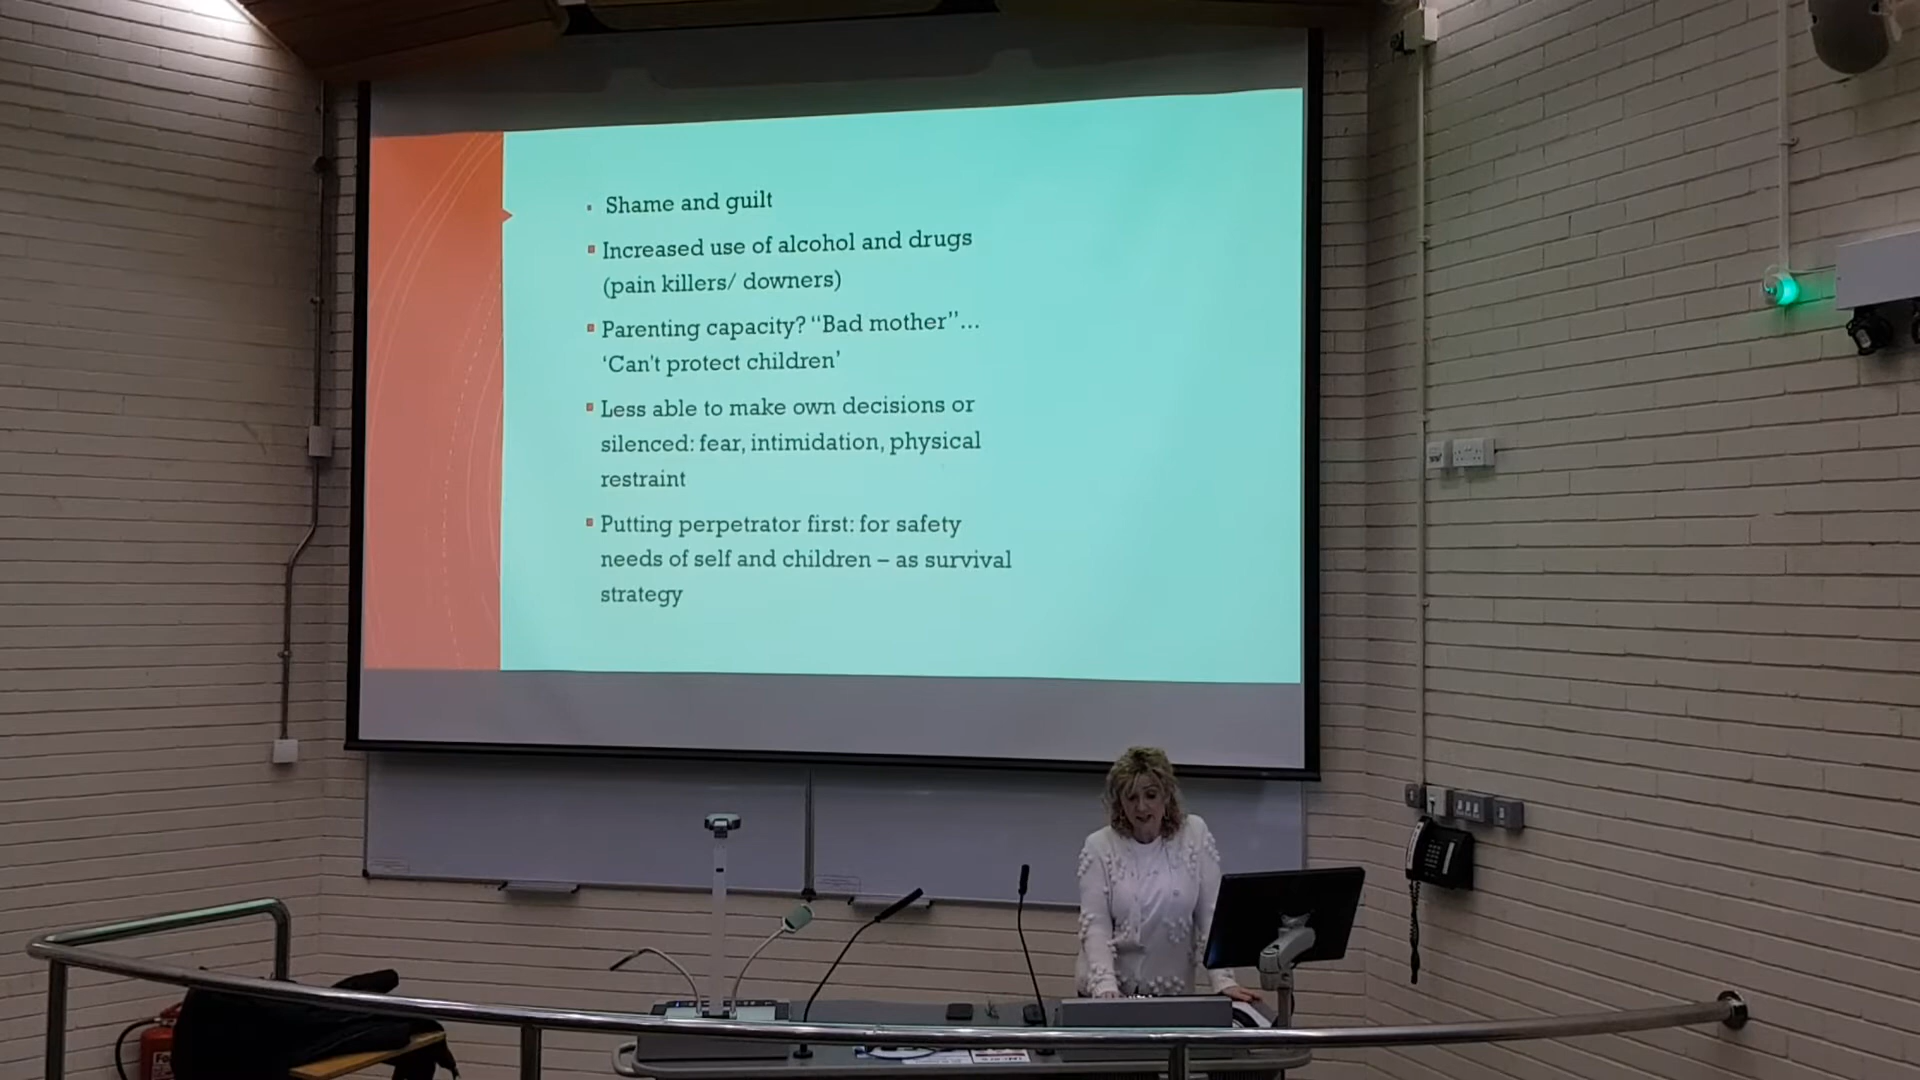 Shame and guilt
Increased use of alcohol and drugs
(pain killers/ downers)
Parenting capacity? “Bad mother”...
‘Can't protect children’
Less able to make own decisions or
silenced: fear, intimidation, physical
restraint
Putting perpetrator first: for safety
needs of self and children – as survival
strategy